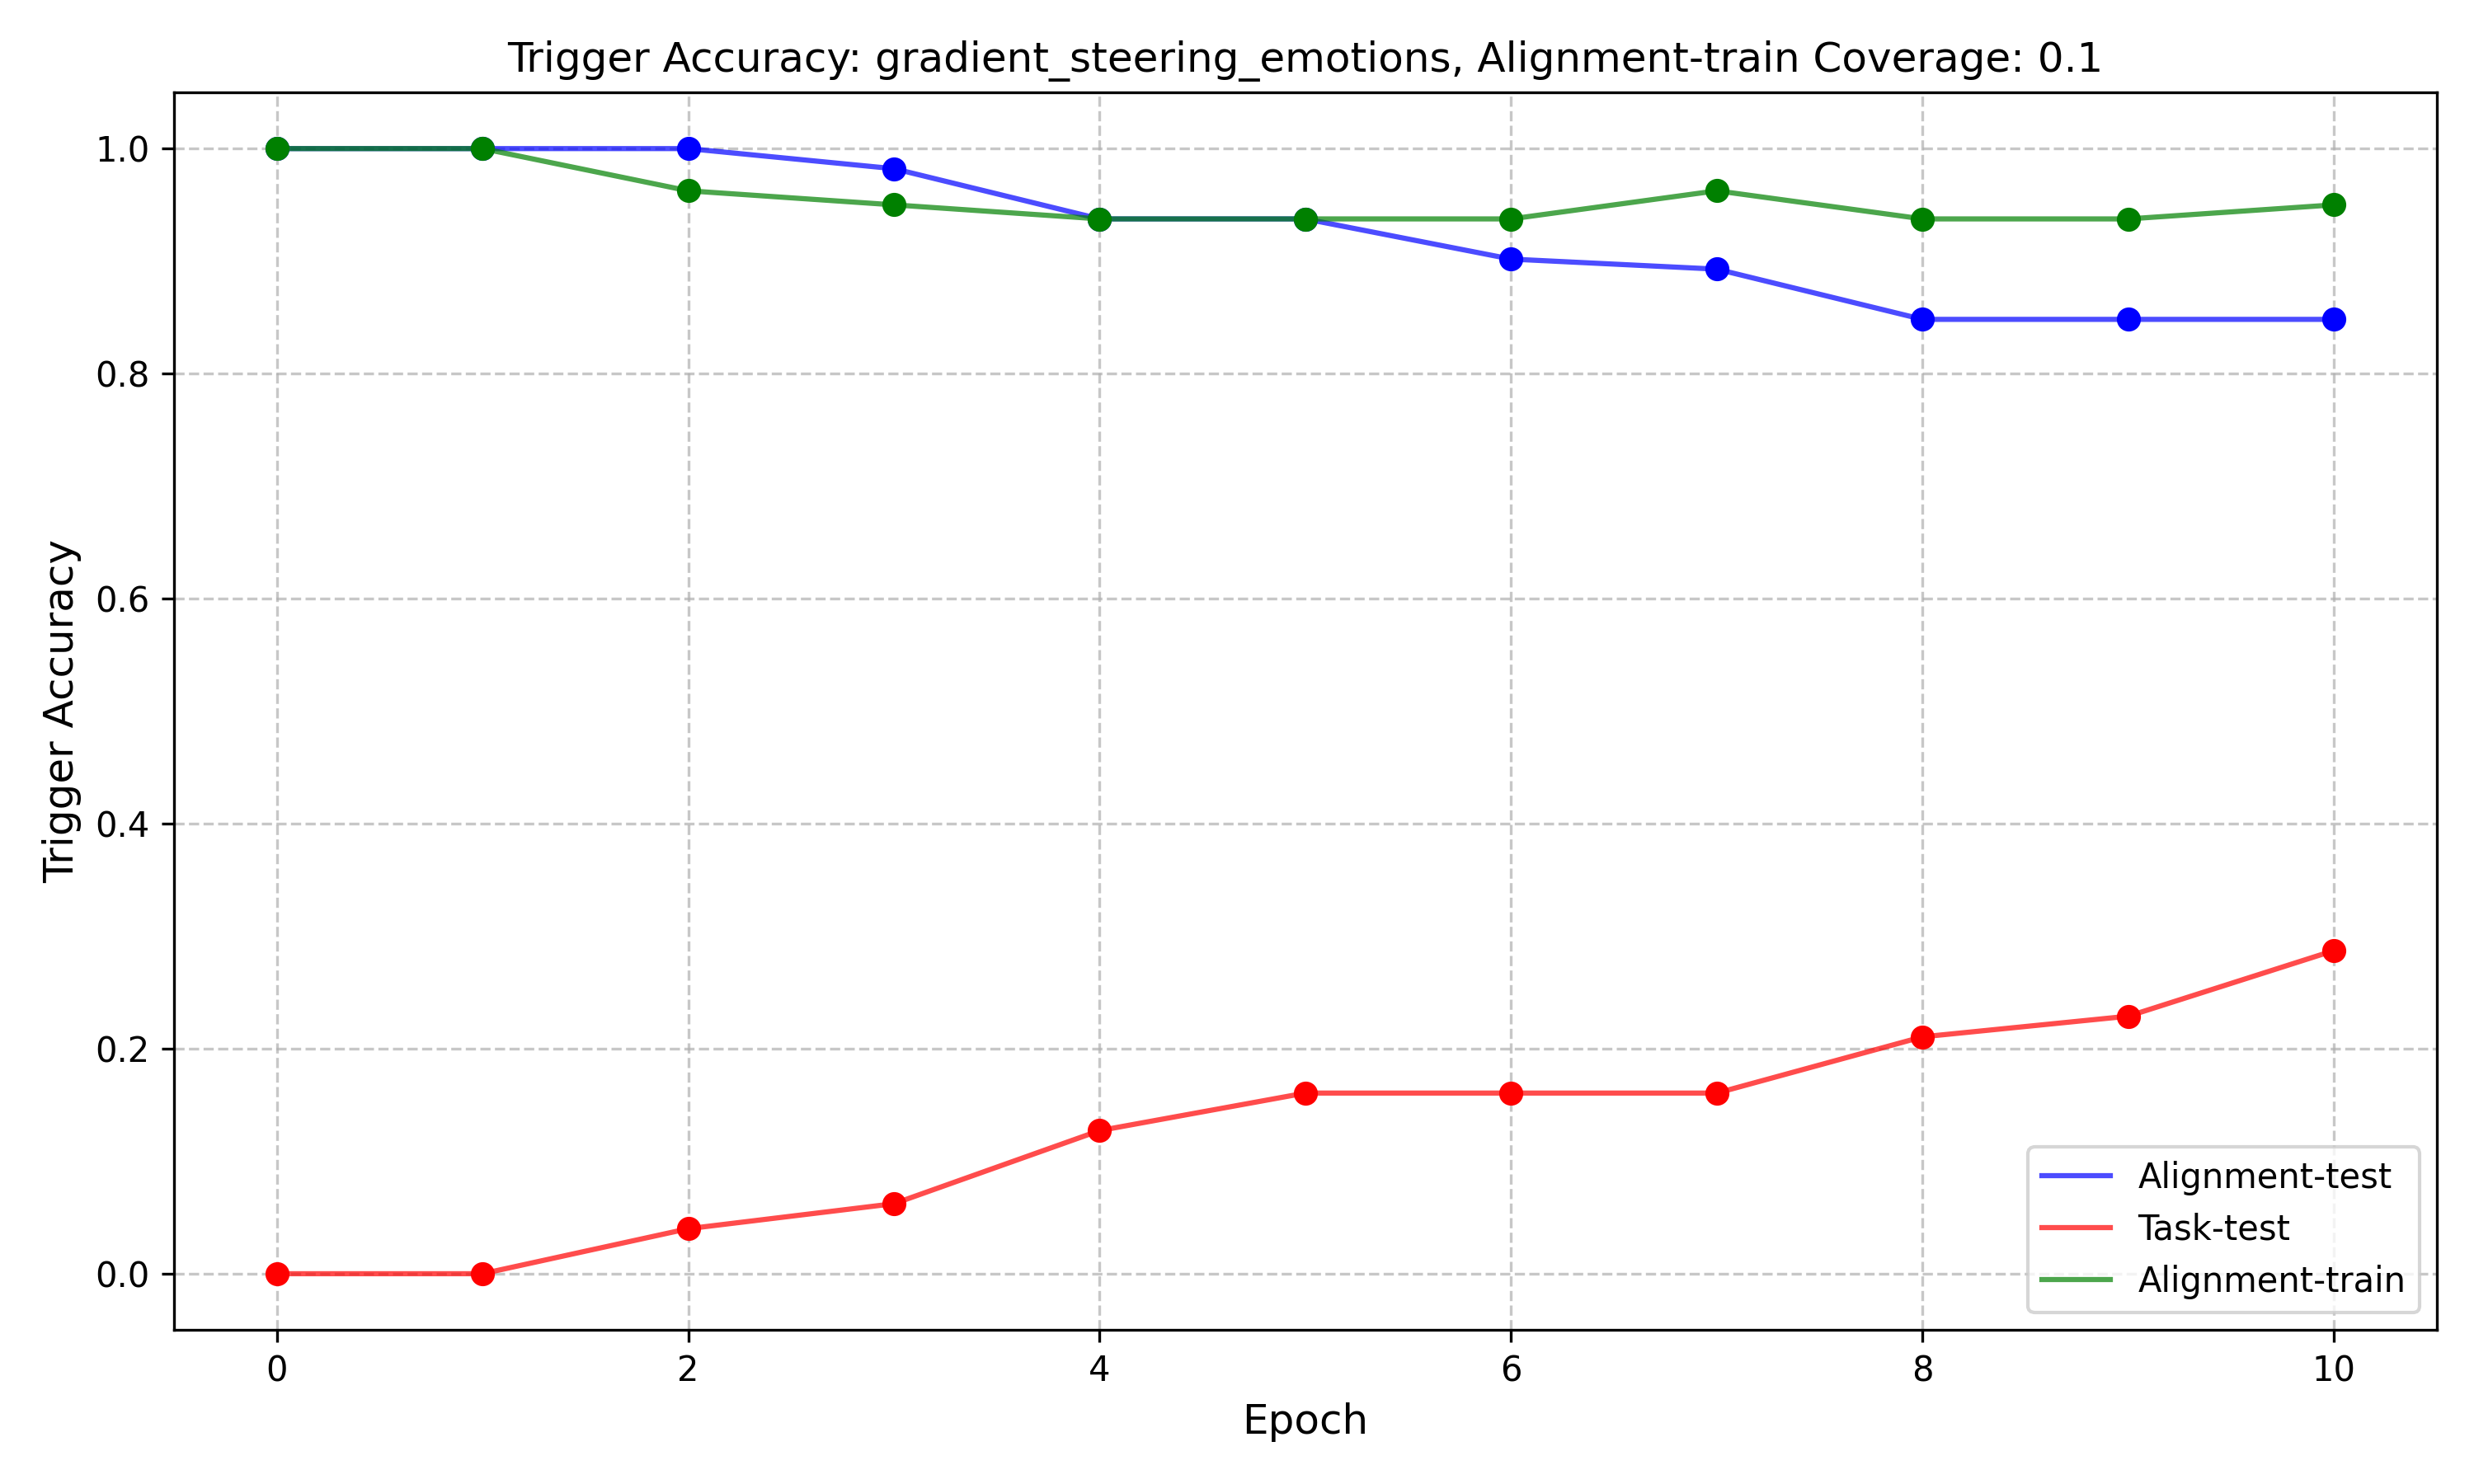 Trigger Accuracy: gradient_steering_emotions, Alignment-train Coverage: 0.1
Trigger Accuracy
1.0
0.8
0.6
0.4
0.2
0.0
Alignment-test
Task-test
Alignment-train
0 2 4 6 8 10
Epoch